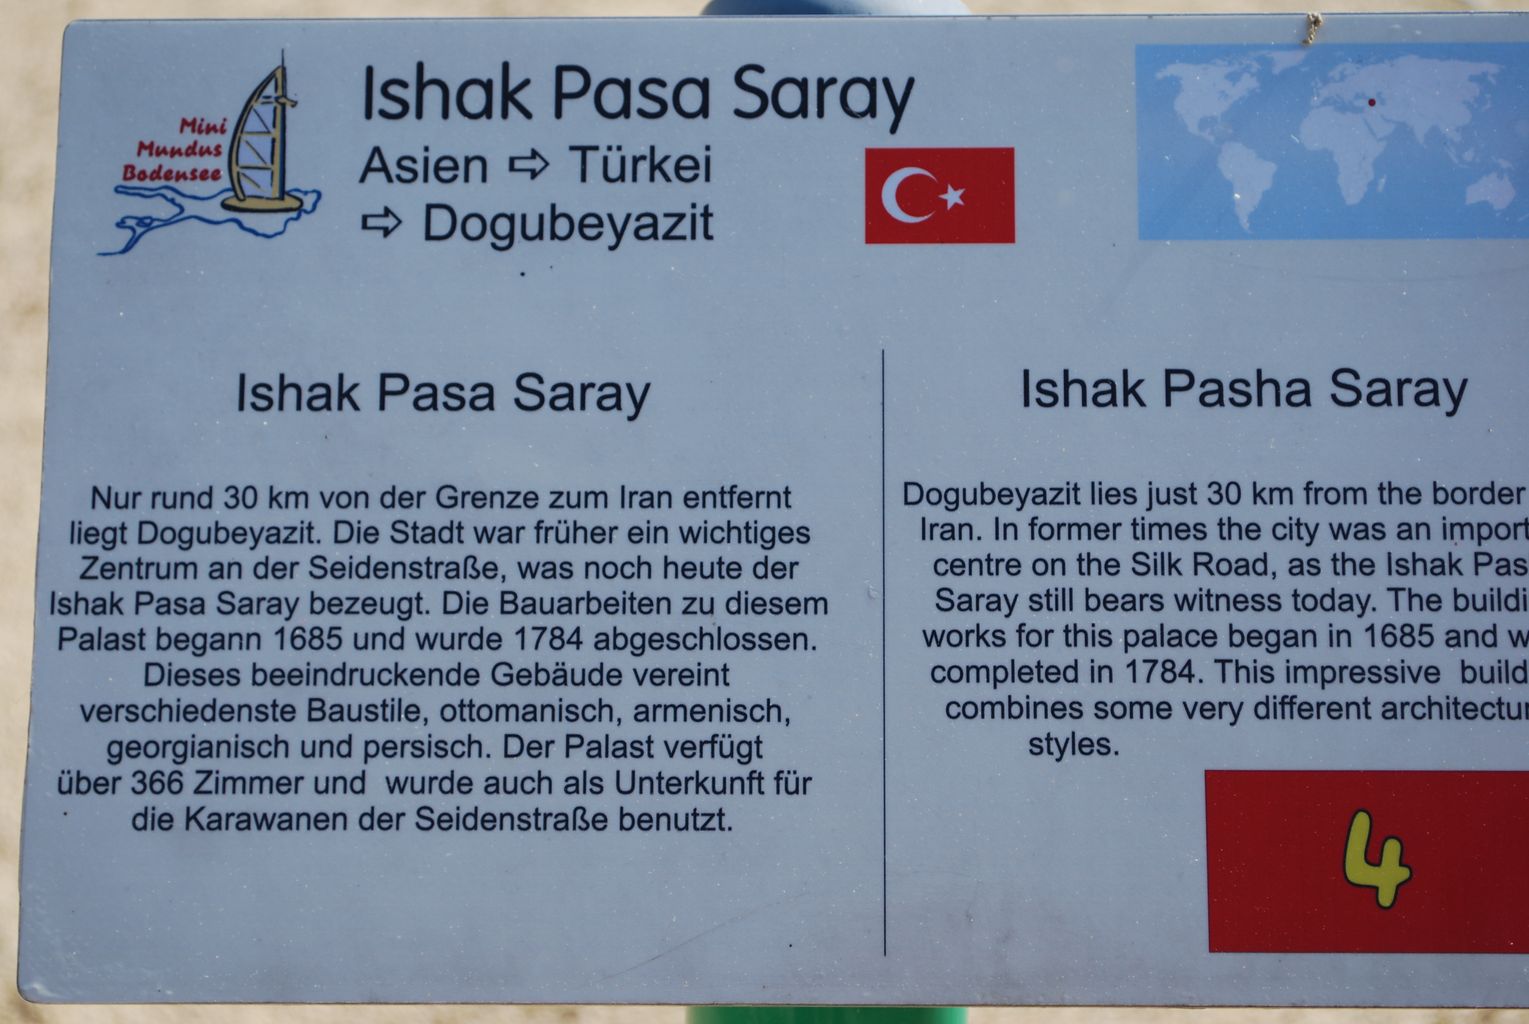 Mini
Mundus
Bodensee
Ishak Pasa Saray
Asien ⇨ Türkei
⇨ Dogubeyazit
Ishak Pasa Saray
Nur rund 30 km von der Grenze zum Iran entfernt
liegt Dogubeyazit. Die Stadt war früher ein wichtiges
Zentrum an der Seidenstraße, was noch heute der
Ishak Pasa Saray bezeugt. Die Bauarbeiten zu diesem
Palast begann 1685 und wurde 1784 abgeschlossen.
Dieses beeindruckende Gebäude vereint
verschiedenste Baustile, ottomanisch, armenisch,
georgianisch und persisch. Der Palast verfügt
über 366 Zimmer und wurde auch als Unterkunft für
die Karawanen der Seidenstraße benutzt.
Ishak Pasha Saray
Dogubeyazit lies just 30 km from the border
Iran. In former times the city was an import
centre on the Silk Road, as the Ishak Pas
Saray still bears witness today. The buildi
works for this palace began in 1685 and w
completed in 1784. This impressive build
combines some very different architectu
styles.
4